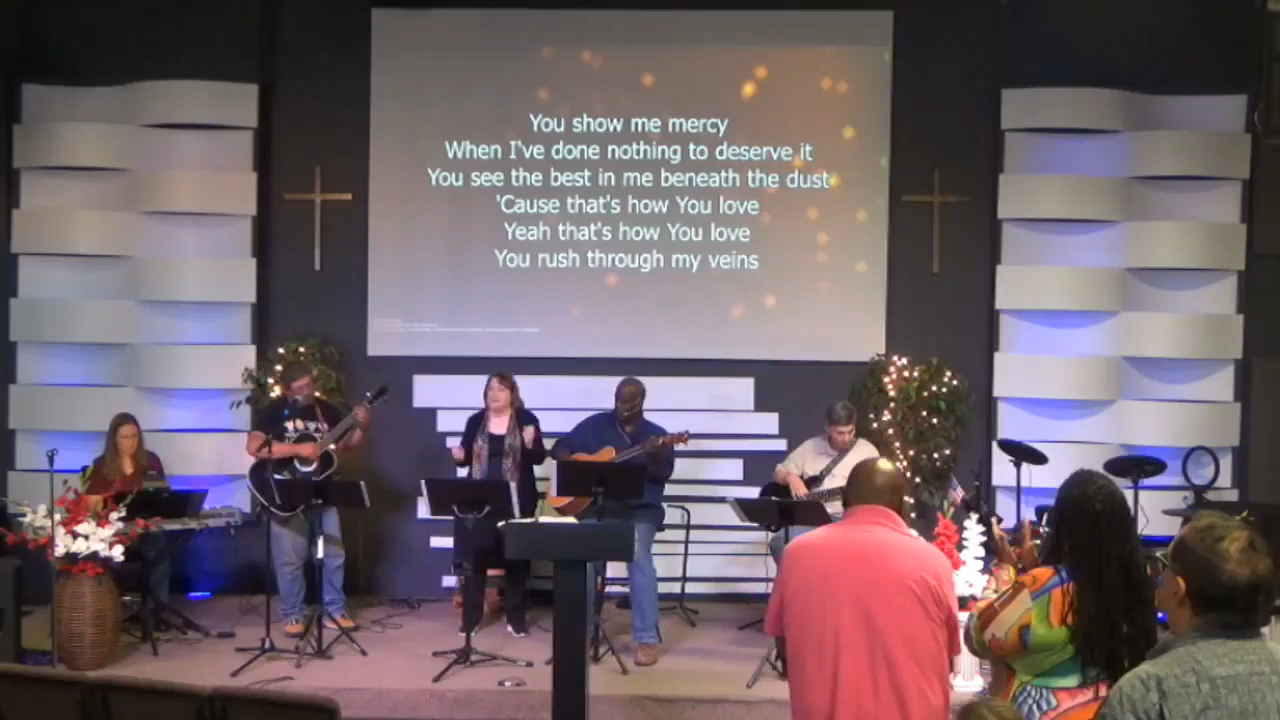 You show me mercy
When I've done nothing to deserve it
You see the best in me beneath the dust
'Cause that's how You love
Yeah that's how You love
You rush through my veins